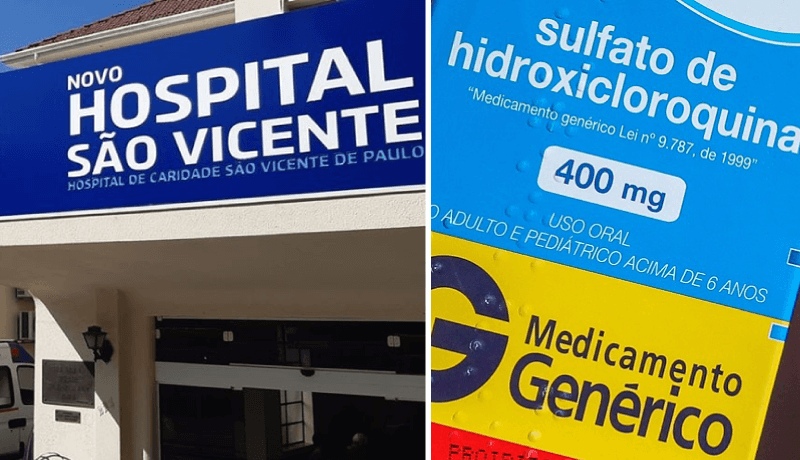 NOVO
HOSPITAL
SÃO VICENTE
HOSPITAL DE CARIDADE SÃO VICENTE DE PAULO
sulfato de
hidroxicloroquina
"Medicamento genérico Lei nº 9.787, de 1999"
400 mg
USO ORAL
O ADULTO E PEDIÁTRICO ACIMA DE 6 ANOS
G
Medicamento
Genérico